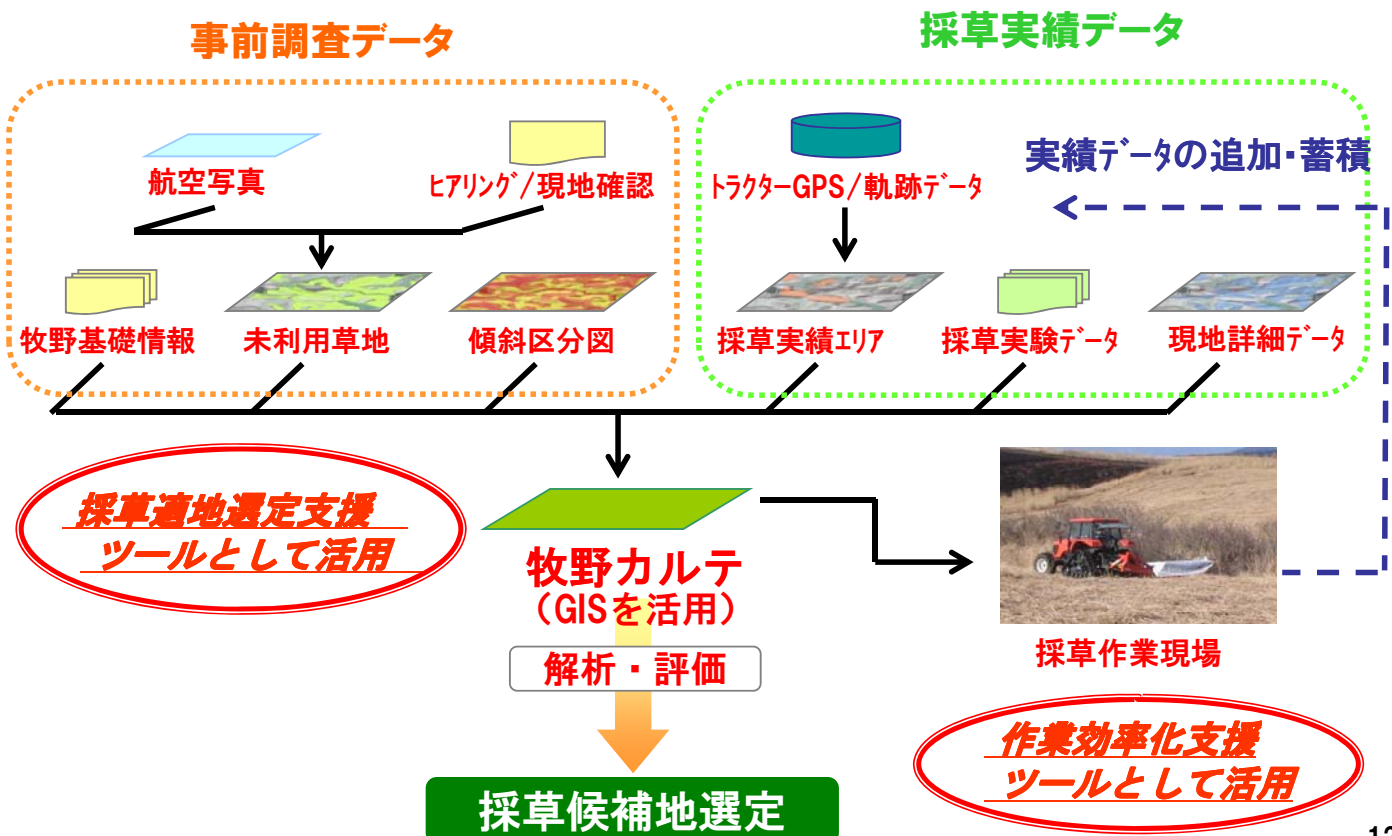 事前調査データ
採草実績データ
航空写真
ﾋｱﾘﾝｸﾞ/現地確認
ﾄﾗｸﾀｰGPS/軌跡ﾃﾞｰﾀ
実績ﾃﾞｰﾀの追加・蓄積
牧野基礎情報
未利用草地
傾斜区分図
採草実績ｴﾘｱ
採草実験ﾃﾞｰﾀ
現地詳細ﾃﾞｰﾀ
採草適地選定支援
ツールとして活用
牧野カルテ
（GISを活用）
解析・評価
採草候補地選定
採草作業現場
作業効率化支援
ツールとして活用